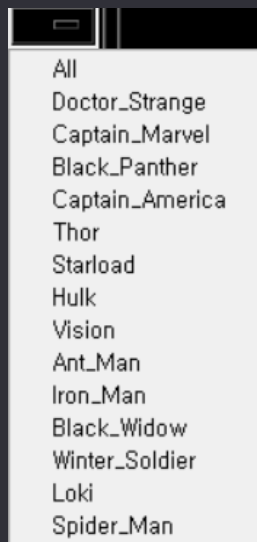 All
Doctor_Strange
Captain_Marvel
Black_Panther
Captain_America
Thor
Starload
Hulk
Vision
Ant_Man
Iron_Man
Black_Widow
Winter_Soldier
Loki
Spider_Man